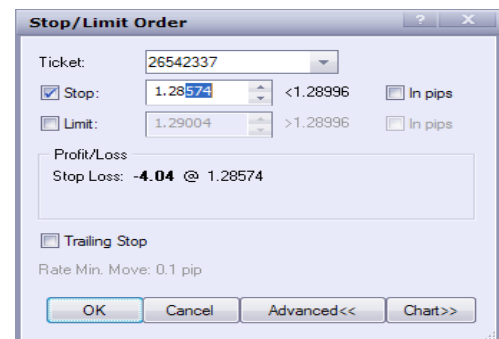 Stop/Limit Order
Ticket: 26542337
Stop: 1.28574 <1.28996 In pips
Limit: 1.29004 >1.28996 In pips
Profit/Loss
Stop Loss: -4.04 @ 1.28574
Trailing Stop
Rate Min. Move: 0.1 pip
OK Cancel Advanced<< Chart>>